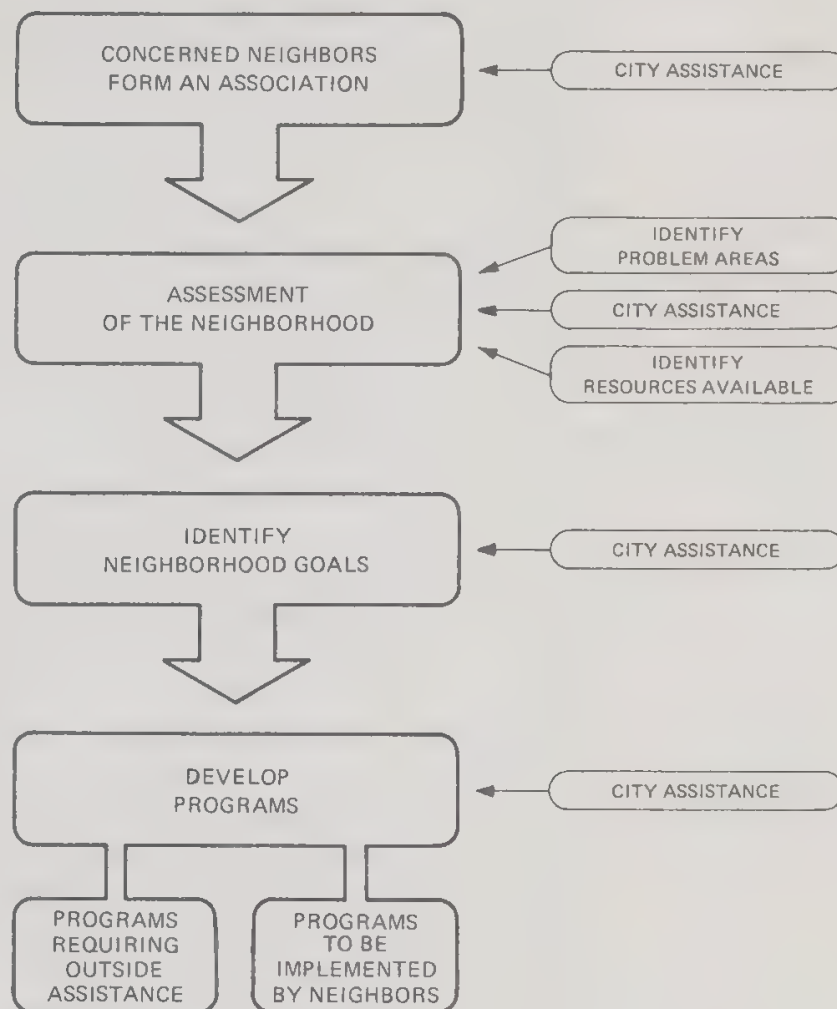 CONCERNED NEIGHBORS
FORM AN ASSOCIATION
CITY ASSISTANCE
IDENTIFY
PROBLEM AREAS
ASSESSMENT
OF THE NEIGHBORHOOD
CITY ASSISTANCE
IDENTIFY
RESOURCES AVAILABLE
IDENTIFY
NEIGHBORHOOD GOALS
CITY ASSISTANCE
DEVELOP
PROGRAMS
CITY ASSISTANCE
PROGRAMS
REQUIRING
OUTSIDE
ASSISTANCE
PROGRAMS
TO BE
IMPLEMENTED
BY NEIGHBORS